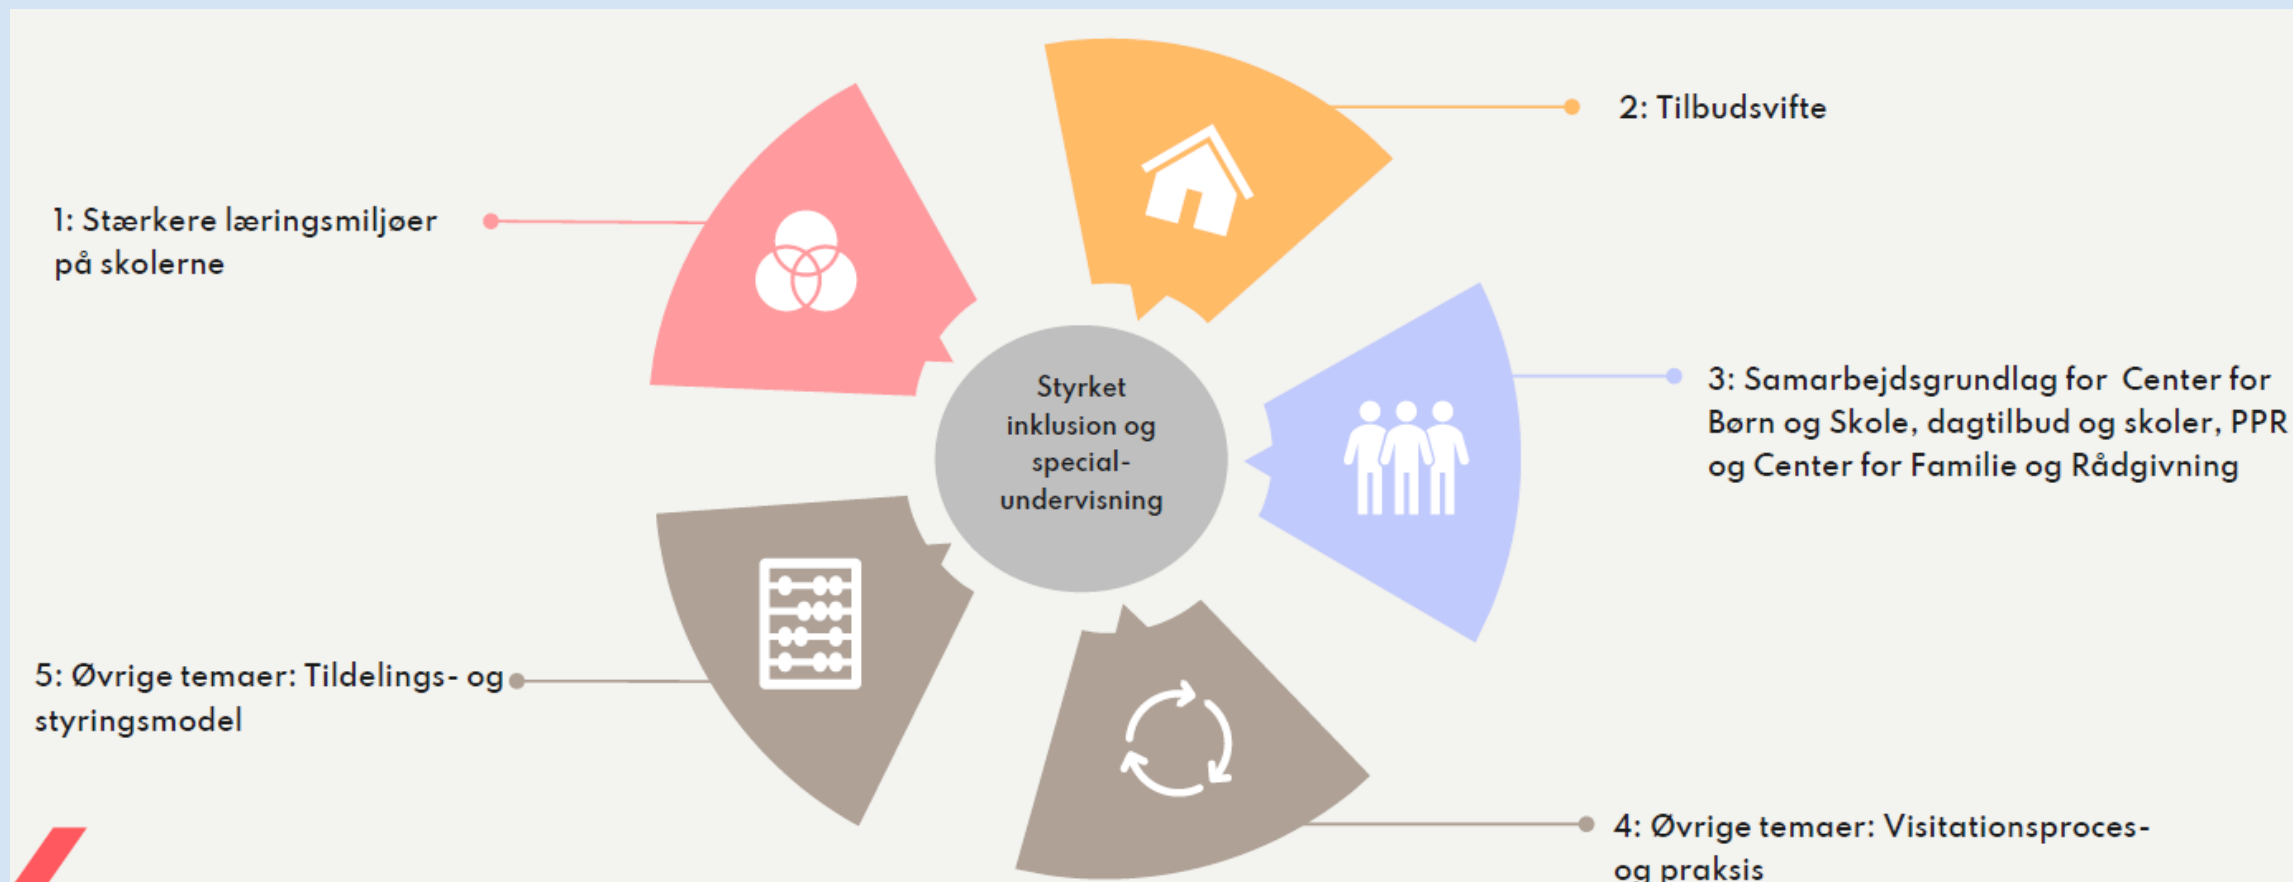 1: Stærkere læringsmiljøer
på skolerne
2: Tilbudsvifte
3: Samarbejdsgrundlag for Center for
Børn og Skole, dagtilbud og skoler, PPR
og Center for Familie og Rådgivning
4: Øvrige temaer: Visitationsproces-
og praksis
5: Øvrige temaer: Tildelings- og
styringsmodel
Styrket
inklusion og
special-
undervisning